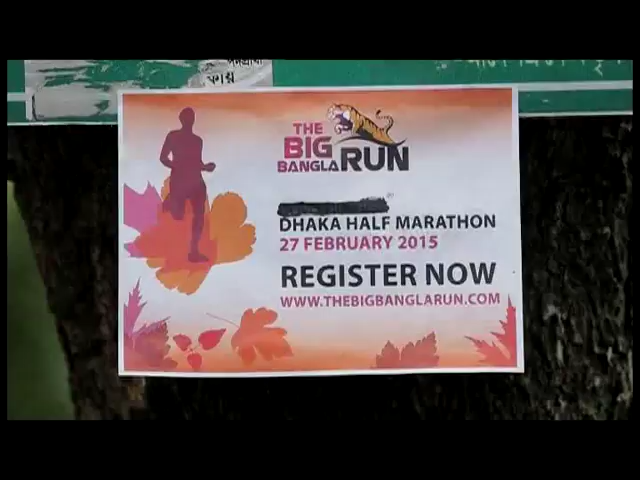 ফায়
THE
BIG
BANGLA RUN
DHAKA HALF MARATHON
27 FEBRUARY 2015
REGISTER NOW
WWW.THEBIGBANGLARUN.COM